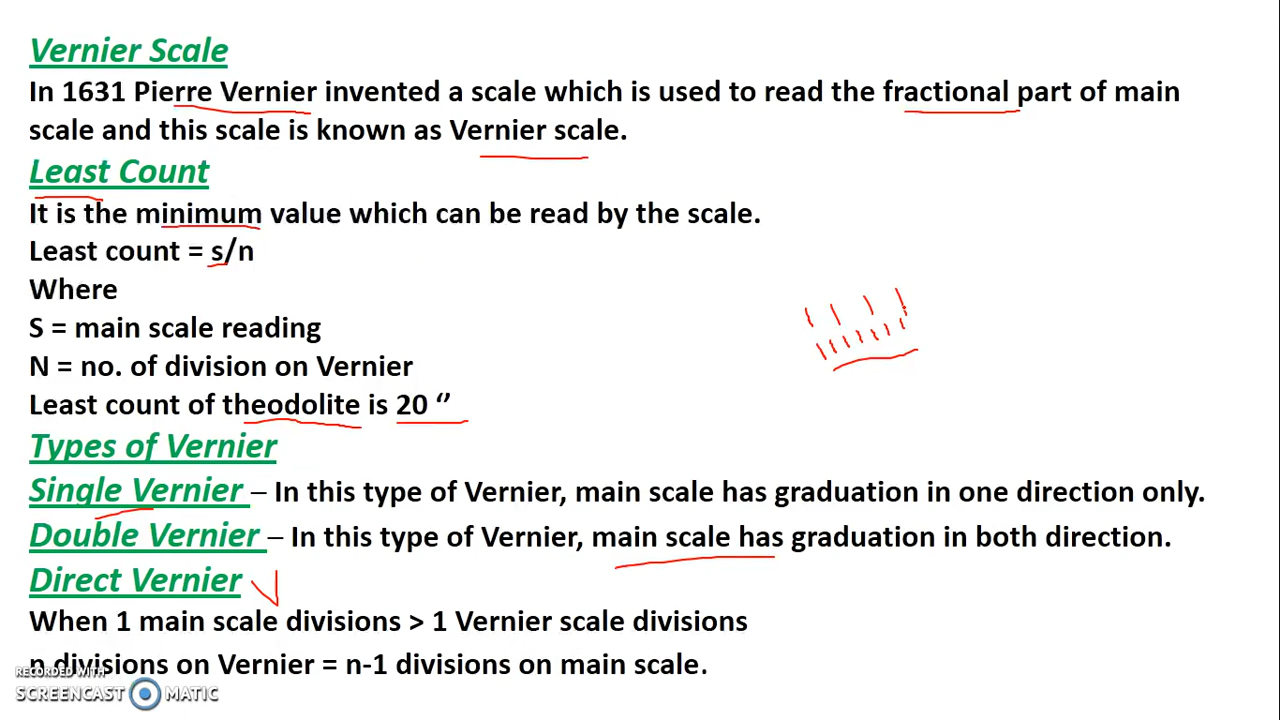 Vernier Scale
In 1631 Pierre Vernier invented a scale which is used to read the fractional part of main
scale and this scale is known as Vernier scale.
Least Count
It is the minimum value which can be read by the scale.
Least count = s/n
Where
S = main scale reading
N = no. of division on Vernier
Least count of theodolite is 20 ‘’
Types of Vernier
Single Vernier – In this type of Vernier, main scale has graduation in one direction only.
Double Vernier – In this type of Vernier, main scale has graduation in both direction.
Direct Vernier
When 1 main scale divisions > 1 Vernier scale divisions
n divisions on Vernier = n-1 divisions on main scale.
RECORDED WITH
SCREENCAST MATIC